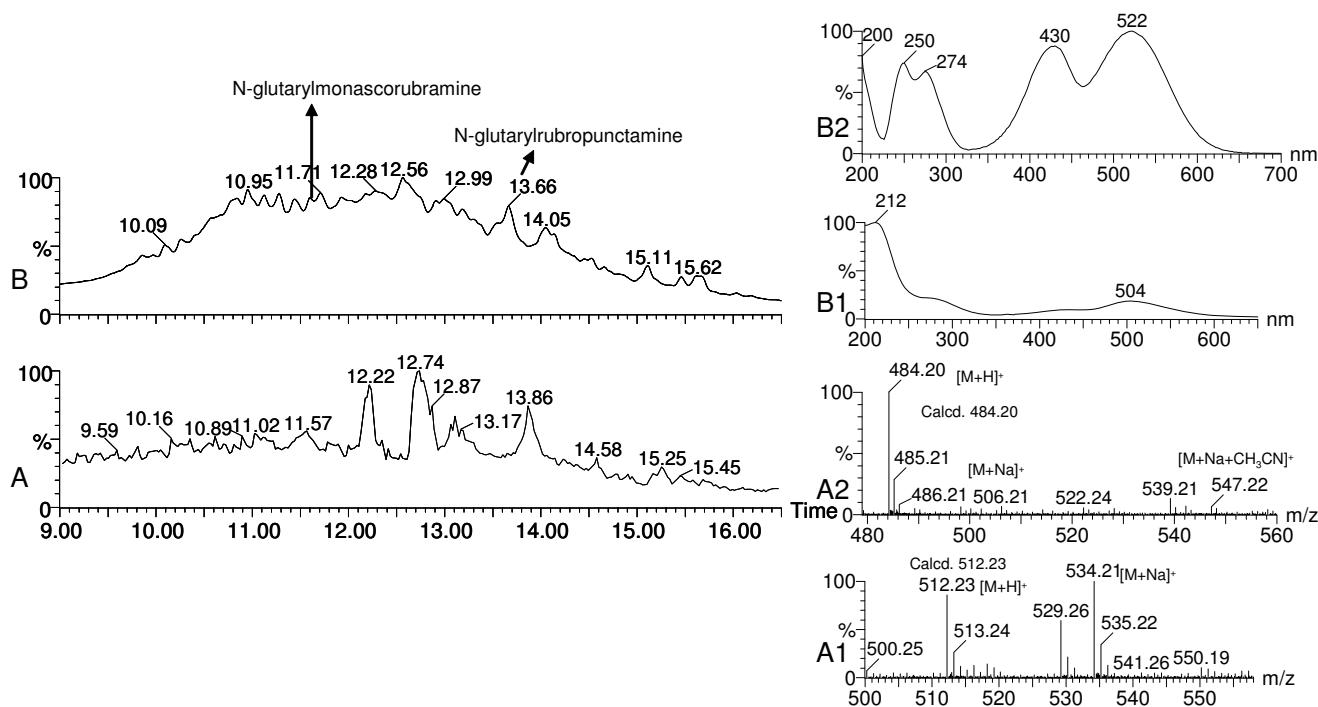 N-glutarylmonascorubramine
N-glutarylrubropunctamine
100
%
0
B
10.09
10.95
11.71
12.28
12.56
12.99
13.66
14.05
15.11
15.62
100
%
0
A
9.59
10.16
10.89
11.02
11.57
12.22
12.74
12.87
13.17
13.86
14.58
15.25
15.45
9.00 10.00 11.00 12.00 13.00 14.00 15.00 16.00
Time
100
%
0
B2
200
250
274
430
522
200 300 400 500 600 700 nm
100
%
0
B1
212
504
200 300 400 500 600 nm
100
%
0
A2
484.20 [M+H]+
Calcd. 484.20
485.21
486.21
[M+Na]+
506.21
522.24
539.21
[M+Na+CH₃CN]+
547.22
480 500 520 540 560 m/z
100
%
0
A1
Calcd. 512.23
512.23 [M+H]+
500.25
513.24
529.26
534.21 [M+Na]+
535.22
541.26
550.19
500 510 520 530 540 550 m/z